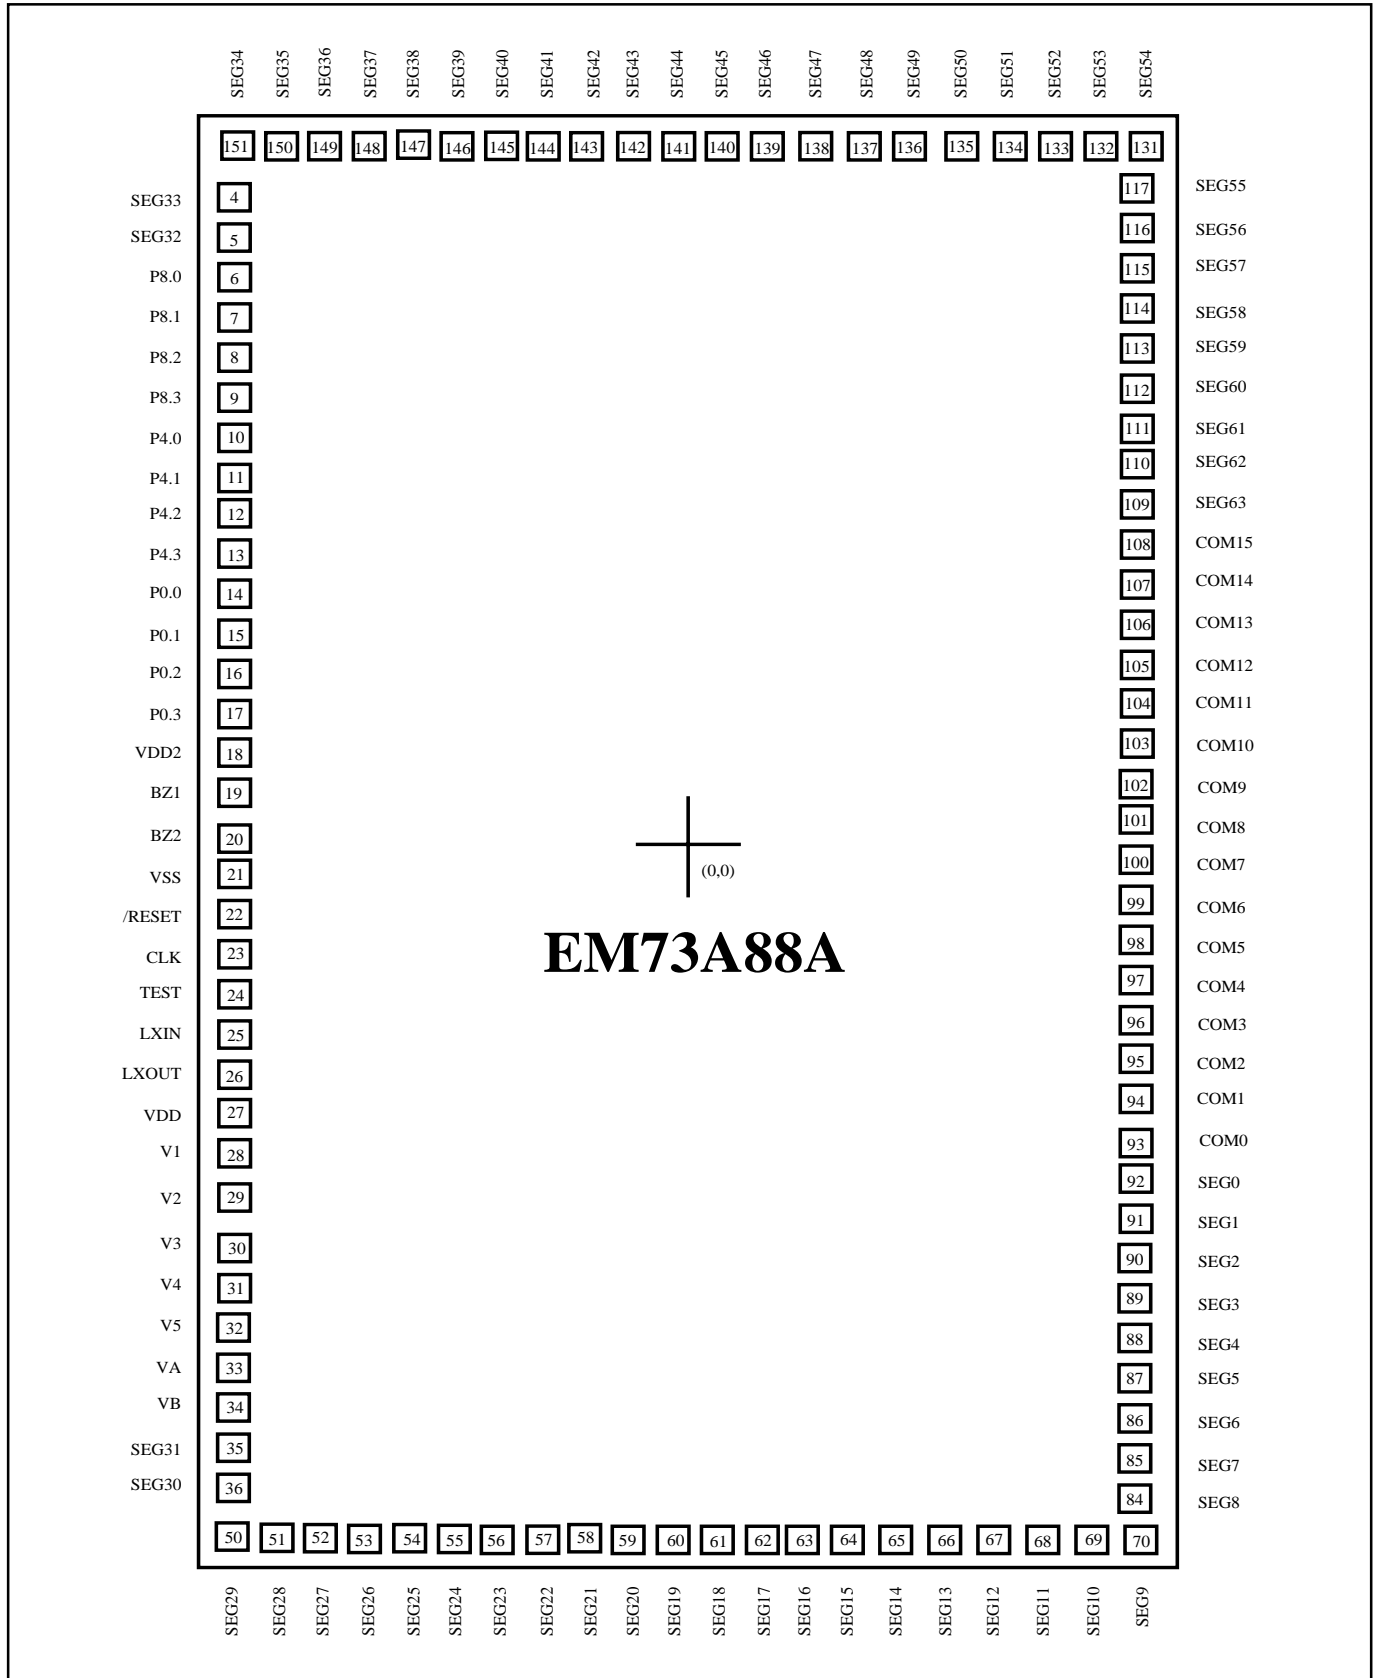 SEG34 SEG35 SEG36 SEG37 SEG38 SEG39 SEG40 SEG41 SEG42 SEG43 SEG44 SEG45 SEG46 SEG47 SEG48 SEG49 SEG50 SEG51 SEG52 SEG53 SEG54
151 150 149 148 147 146 145 144 143 142 141 140 139 138 137 136 135 134 133 132 131
SEG33 4 117 SEG55
SEG32 5 116 SEG56
P8.0 6 115 SEG57
P8.1 7 114 SEG58
P8.2 8 113 SEG59
P8.3 9 112 SEG60
P4.0 10 111 SEG61
P4.1 11 110 SEG62
P4.2 12 109 SEG63
P4.3 13 108 COM15
P0.0 14 107 COM14
P0.1 15 106 COM13
P0.2 16 105 COM12
P0.3 17 104 COM11
VDD2 18 103 COM10
BZ1 19 102 COM9
BZ2 20 101 COM8
VSS 21 100 COM7
(0,0)
/RESET 22 99 COM6
CLK 23 98 COM5
EM73A88A
TEST 24 97 COM4
LXIN 25 96 COM3
LXOUT 26 95 COM2
VDD 27 94 COM1
V1 28 93 COM0
V2 29 92 SEG0
91 SEG1
V3 30 90 SEG2
V4 31 89 SEG3
V5 32 88 SEG4
VA 33 87 SEG5
VB 34 86 SEG6
SEG31 35 85 SEG7
SEG30 36 84 SEG8
50 51 52 53 54 55 56 57 58 59 60 61 62 63 64 65 66 67 68 69 70
SEG29 SEG28 SEG27 SEG26 SEG25 SEG24 SEG23 SEG22 SEG21 SEG20 SEG19 SEG18 SEG17 SEG16 SEG15 SEG14 SEG13 SEG12 SEG11 SEG10 SEG9